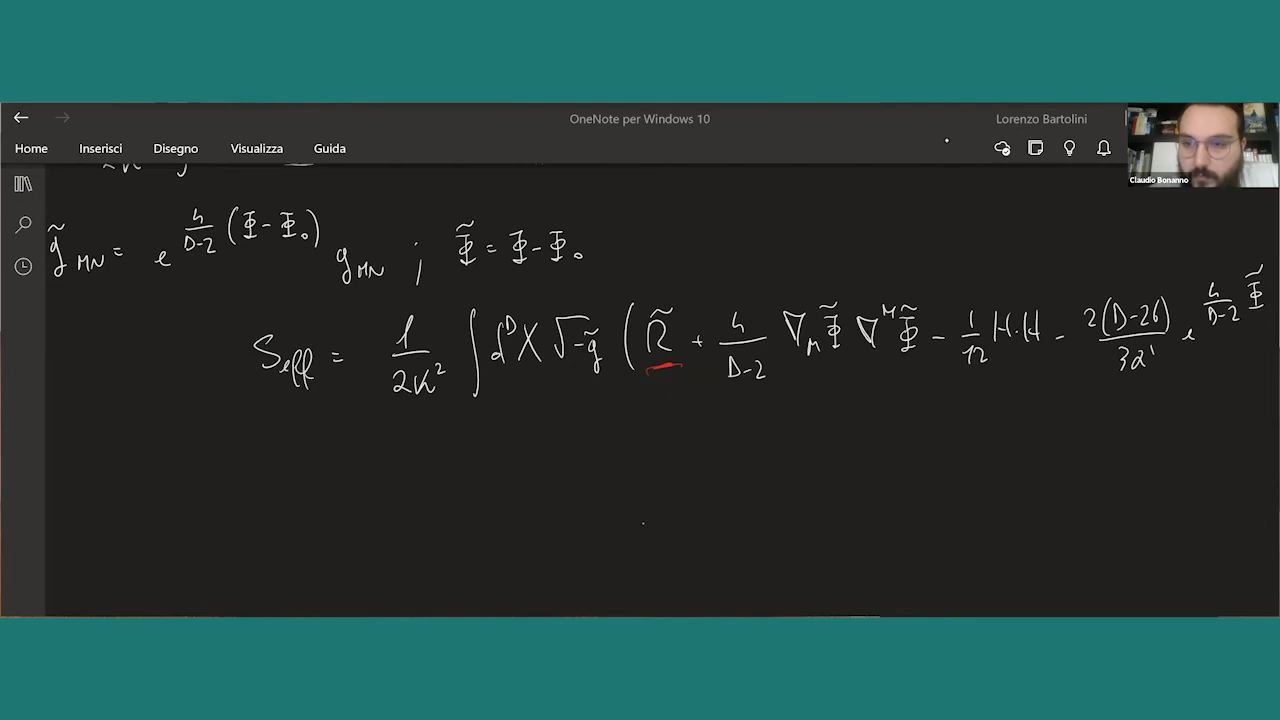 OneNote per Windows 10
Lorenzo Bartolini
Home Inserisci Disegno Visualizza Guida
Claudio Bonanno
g̃_MN = e^{4/(D-2) (Φ-Φ₀)} g_MN ; Φ̃ = Φ-Φ₀
S_eff = 1/2K² ∫ d^D X √-g̃ ( R̃ + 4/(D-2) ∇_M Φ̃ ∇^M Φ̃ - 1/12 H·H - 2(D-26)/3α' e^{4/(D-2) Φ̃}